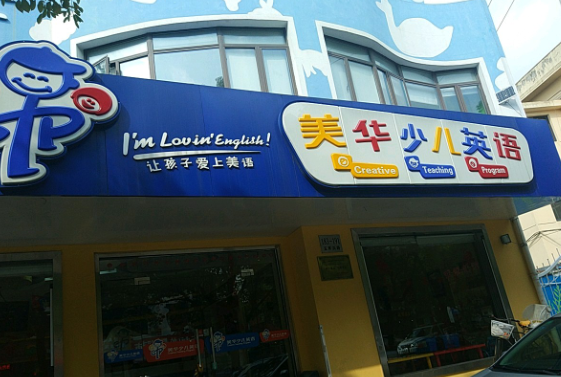 I'm Lovin' English!
让孩子爱上美语
美华少儿英语
Creative Teaching Program